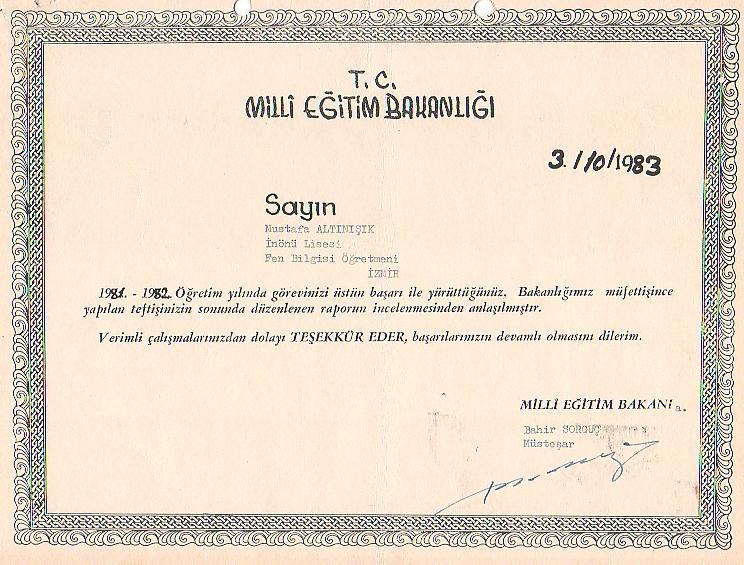 T. C.
MİLLÎ EĞİTİM BAKANLIĞI
3.10/1983
Sayın
Mustafa ALTINIŞIK
İnönü Lisesi
Fen Bilgisi Öğretmeni
İZMİR
1981. - 1982. Öğretim yılında görevinizi üstün başarı ile yürüttüğünüz, Bakanlığımız müfettişince
yapılan teftişinizin sonunda düzenlenen raporun incelenmesinden anlaşılmıştır.
Verimli çalışmalarınızdan dolayı TEŞEKKÜR EDER, başarılarınızın devamlı olmasını dilerim.
MİLLÎ EĞİTİM BAKANI a.
Bahir SORGUÇ
Müsteşar